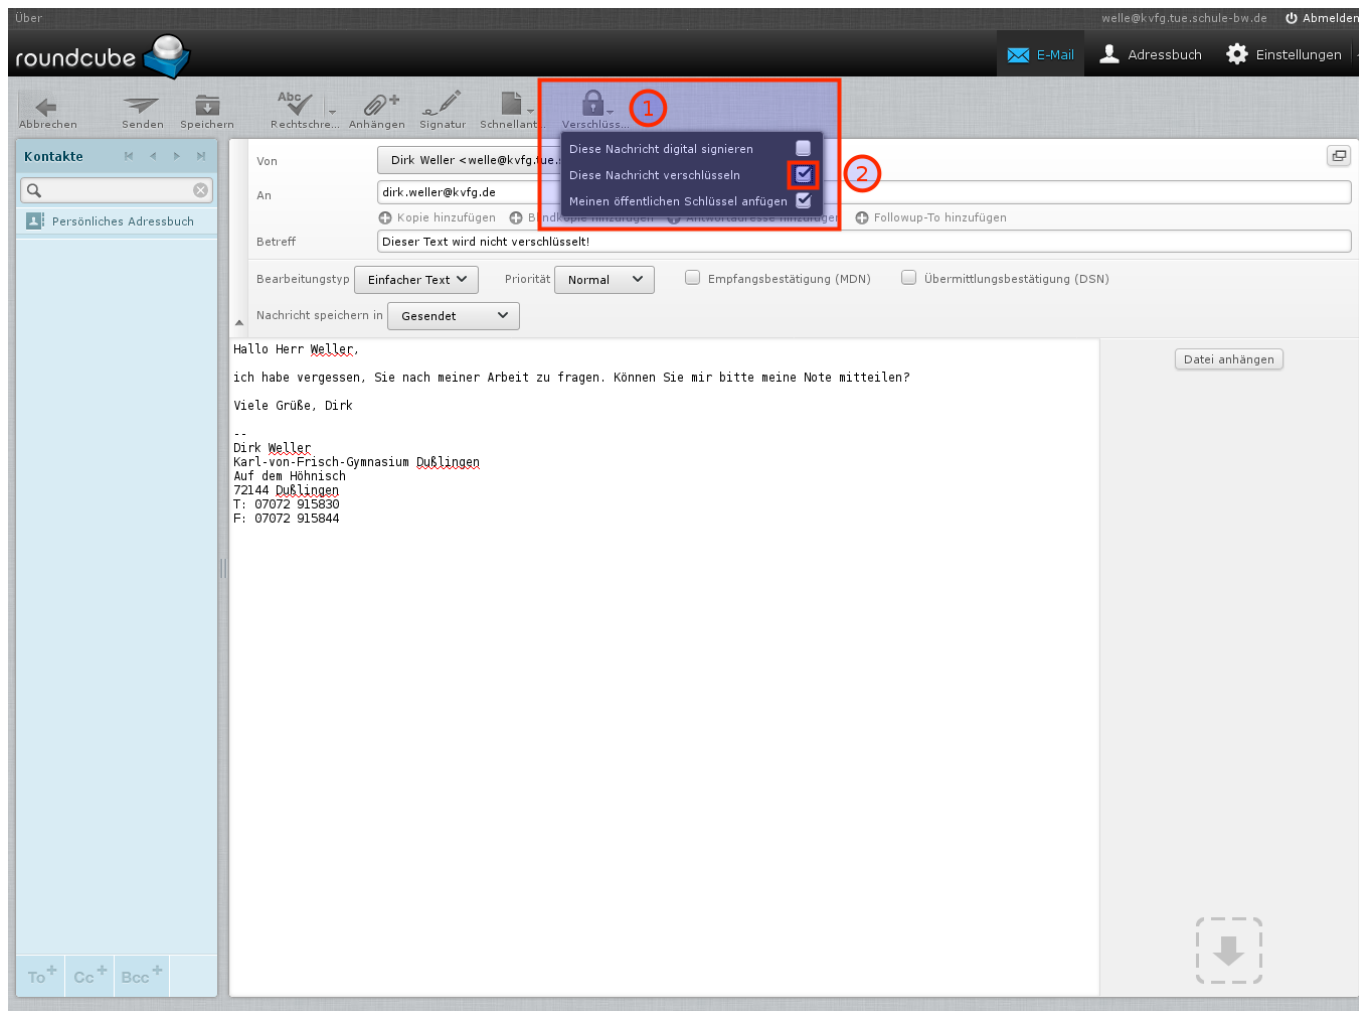 Über
welle@kvfg.tue.schule-bw.de Abmelden
roundcube
E-Mail Adressbuch Einstellungen
Abc
1
Abbrechen Senden Speichern Rechtschre... Anhängen Signatur Schnellant... Verschlüss...
Kontakte
Diese Nachricht digital signieren
Von Dirk Weller <welle@kvfg.tue.s
Diese Nachricht verschlüsseln
2
An dirk.weller@kvfg.de
Meinen öffentlichen Schlüssel anfügen
Persönliches Adressbuch
Kopie hinzufügen Blindkopie hinzufügen Antwortadresse hinzufügen Followup-To hinzufügen
Betreff Dieser Text wird nicht verschlüsselt!
Bearbeitungstyp Einfacher Text Priorität Normal Empfangsbestätigung (MDN) Übermittlungsbestätigung (DSN)
Nachricht speichern in Gesendet
Hallo Herr Weller,
ich habe vergessen, Sie nach meiner Arbeit zu fragen. Können Sie mir bitte meine Note mitteilen?
Viele Grüße, Dirk
--
Dirk Weller
Karl-von-Frisch-Gymnasium Dußlingen
Auf dem Höhnisch
72144 Dußlingen
T: 07072 915830
F: 07072 915844
Datei anhängen
To+ Cc+ Bcc+